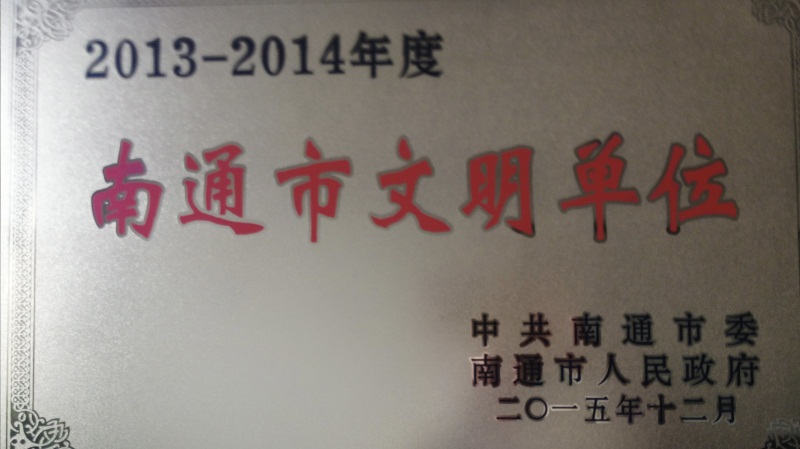 2013-2014年度
南通市文明单位
中共南通市委
南通市人民政府
二〇一五年十二月